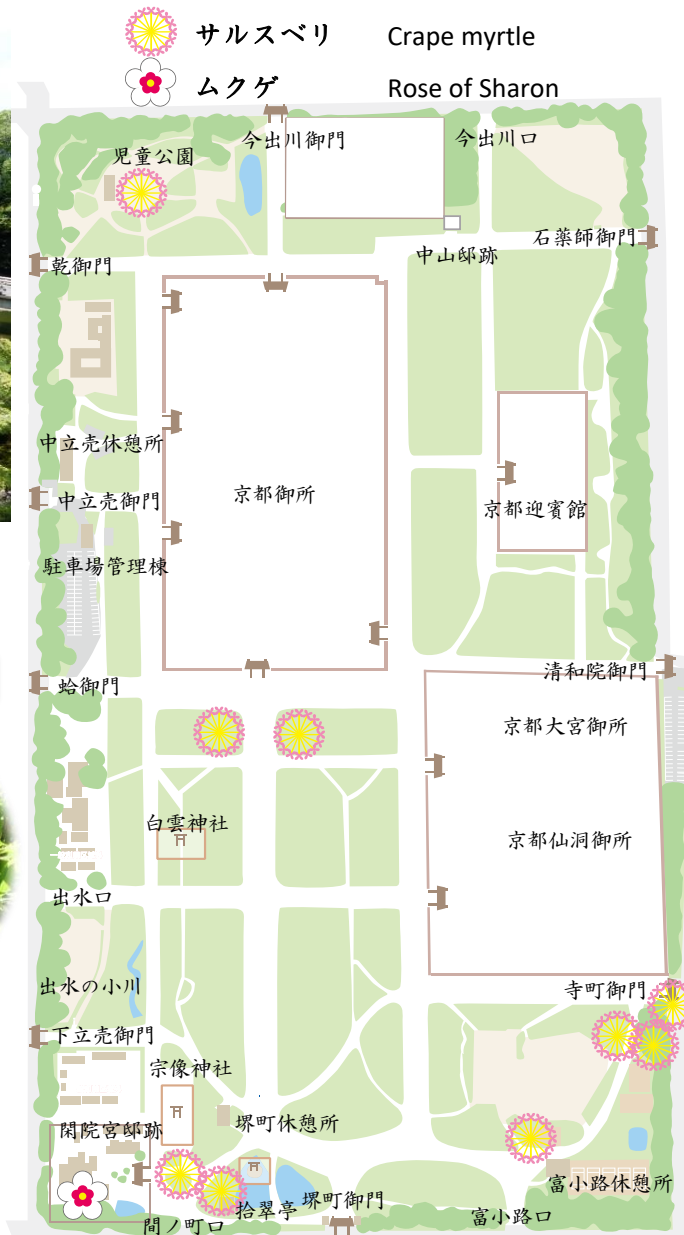 サルスベリ Crape myrtle
ムクゲ Rose of Sharon
今出川御門
今出川口
児童公園
石薬師御門
中山邸跡
乾御門
中立売休憩所
京都御所
中立売御門
京都迎賓館
駐車場管理棟
清和院御門
蛤御門
京都大宮御所
白雲神社
京都仙洞御所
出水口
出水の小川
寺町御門
下立売御門
宗像神社
堺町休憩所
閑院宮邸跡
富小路休憩所
拾翠亭
堺町御門
富小路口
間ノ町口